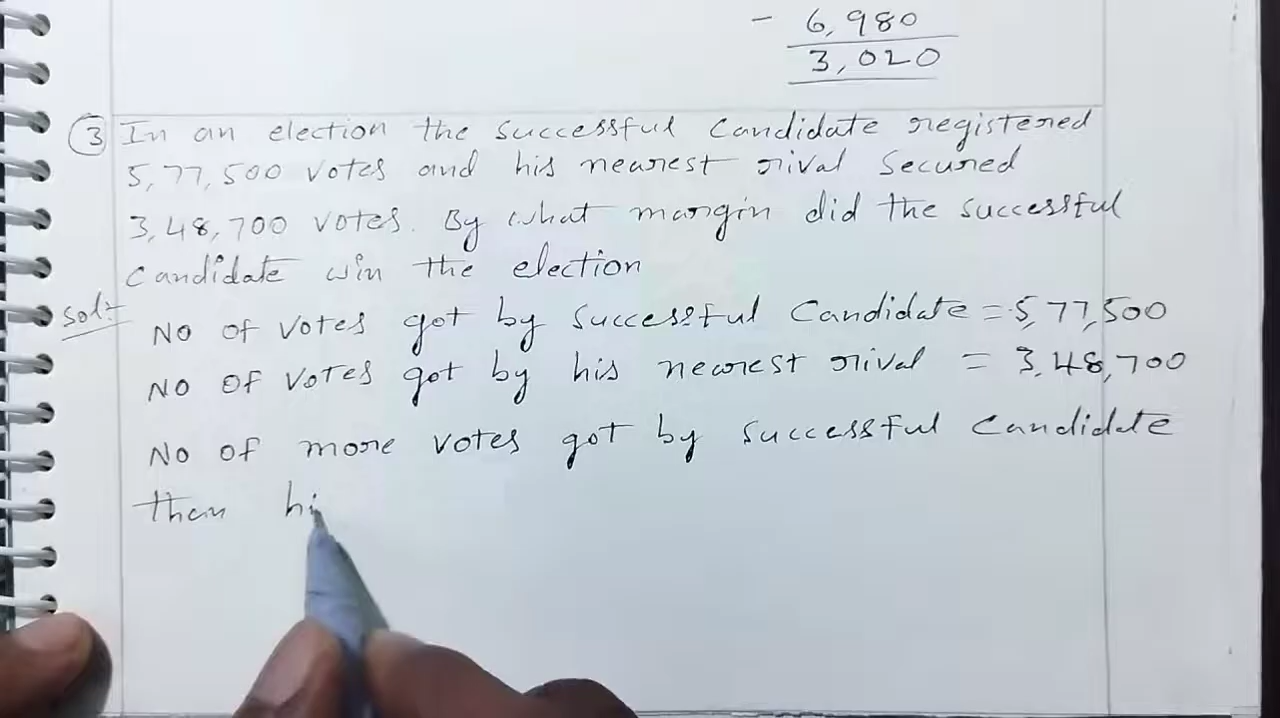 - 6,980
3,020
3 In an election the successful candidate registered
5,77,500 votes and his nearest rival secured
3,48,700 votes. By what margin did the successful
candidate win the election
Sol:-
No of votes got by successful candidate = 5,77,500
No of votes got by his nearest rival = 3,48,700
No of more votes got by successful candidate
than hi